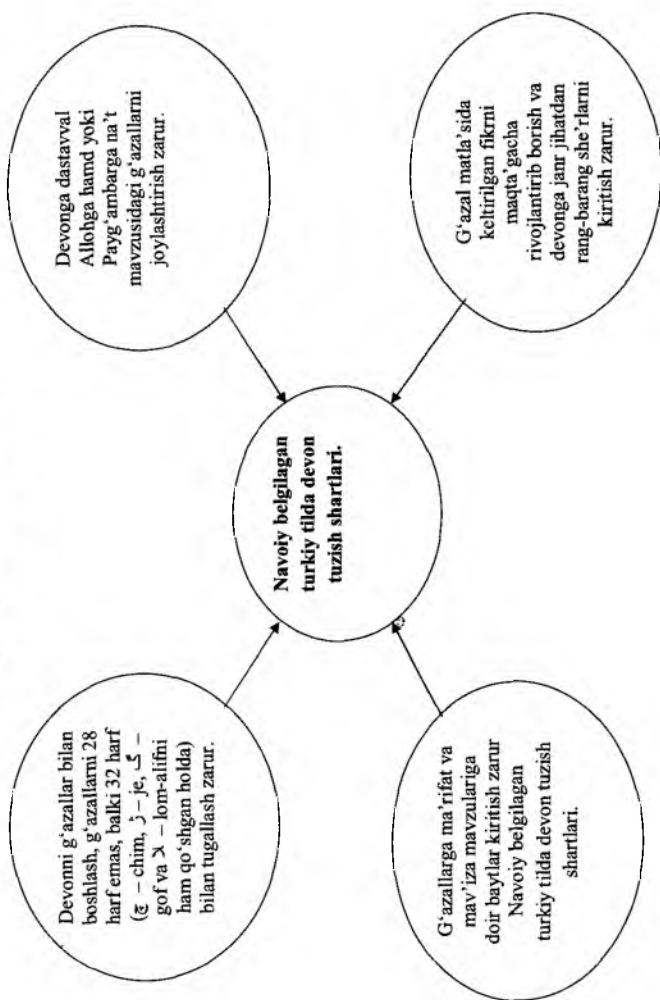 Devonni g‘azallar bilan
boshlash, g‘azallarni 28
harf emas, balki 32 harf
(چ – chim, ژ – je, گ –
gof va لا – lom-alifni
ham qo‘shgan holda)
bilan tugallash zarur.
Devonga dastavval
Allohga hamd yoki
Payg‘ambarga na’t
mavzusidagi g‘azallarni
joylashtirish zarur.
Navoiy belgilagan
turkiy tilda devon
tuzish shartlari.
G‘azallarga ma’rifat va
mav’iza mavzulariga
doir baytlar kiritish zarur
Navoiy belgilagan
turkiy tilda devon tuzish
shartlari.
G‘azal matla’sida
keltirilgan fikrni
maqta’gacha
rivojlantirib borish va
devonga janr jihatdan
rang-barang she’rlarni
kiritish zarur.